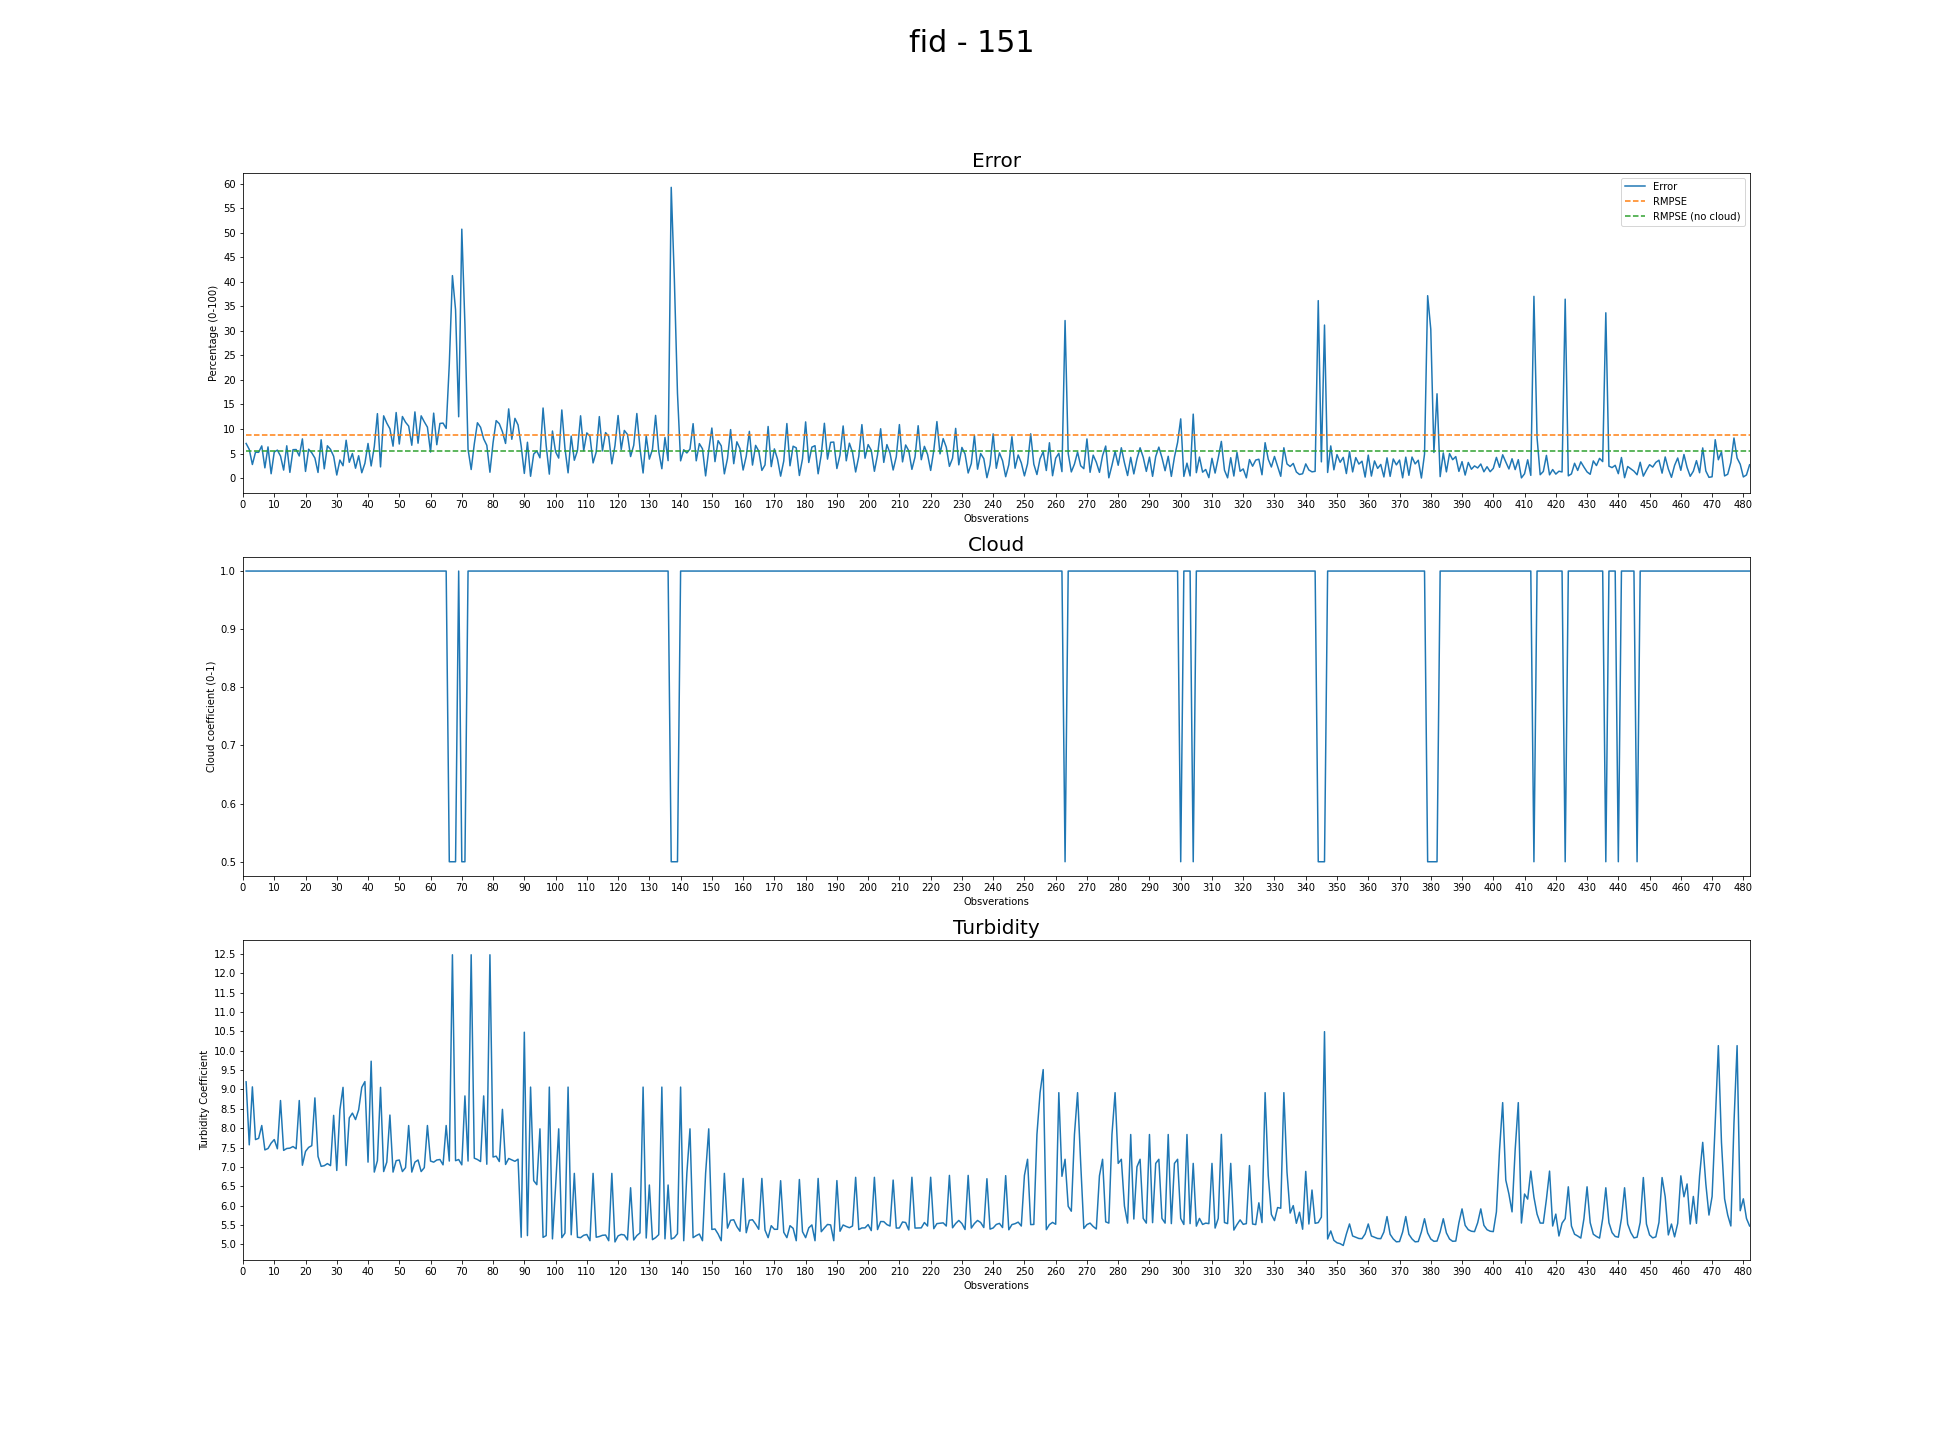 fid - 151
Error
Percentage (0-100)
60
55
50
45
40
35
30
25
20
15
10
5
0
Error
RMPSE
RMPSE (no cloud)
0 10 20 30 40 50 60 70 80 90 100 110 120 130 140 150 160 170 180 190 200 210 220 230 240 250 260 270 280 290 300 310 320 330 340 350 360 370 380 390 400 410 420 430 440 450 460 470 480
Obsverations
Cloud
Cloud coefficient (0-1)
1.0
0.9
0.8
0.7
0.6
0.5
0 10 20 30 40 50 60 70 80 90 100 110 120 130 140 150 160 170 180 190 200 210 220 230 240 250 260 270 280 290 300 310 320 330 340 350 360 370 380 390 400 410 420 430 440 450 460 470 480
Obsverations
Turbidity
Turbidity Coefficient
12.5
12.0
11.5
11.0
10.5
10.0
9.5
9.0
8.5
8.0
7.5
7.0
6.5
6.0
5.5
5.0
0 10 20 30 40 50 60 70 80 90 100 110 120 130 140 150 160 170 180 190 200 210 220 230 240 250 260 270 280 290 300 310 320 330 340 350 360 370 380 390 400 410 420 430 440 450 460 470 480
Obsverations